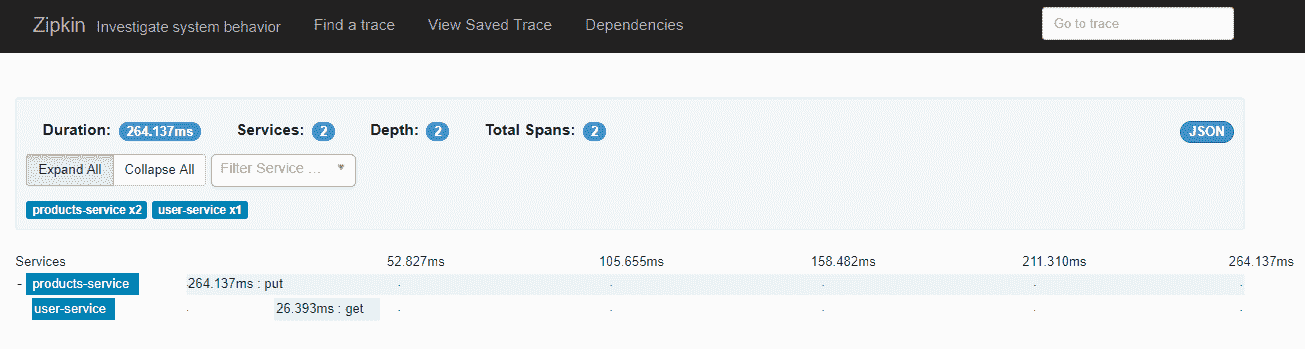 Zipkin Investigate system behavior Find a trace View Saved Trace Dependencies Go to trace
Duration: 264.137ms Services: 2 Depth: 2 Total Spans: 2 JSON
Expand All Collapse All Filter Service ...
products-service x2 user-service x1
Services 52.827ms 105.655ms 158.482ms 211.310ms 264.137ms
- products-service 264.137ms : put . . . . .
user-service . 26.393ms : get . . . . .